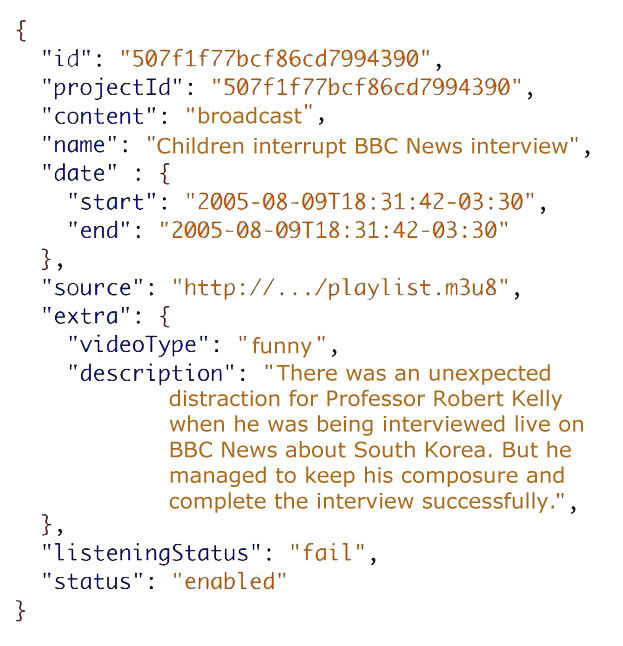 {
"id": "507f1f77bcf86cd7994390",
"projectId": "507f1f77bcf86cd7994390",
"content": "broadcast",
"name": "Children interrupt BBC News interview",
"date" : {
"start": "2005-08-09T18:31:42-03:30",
"end": "2005-08-09T18:31:42-03:30"
},
"source": "http://.../playlist.m3u8",
"extra": {
"videoType": "funny",
"description": "There was an unexpected
distraction for Professor Robert Kelly
when he was being interviewed live on
BBC News about South Korea. But he
managed to keep his composure and
complete the interview successfully.",
},
"listeningStatus": "fail",
"status": "enabled"
}